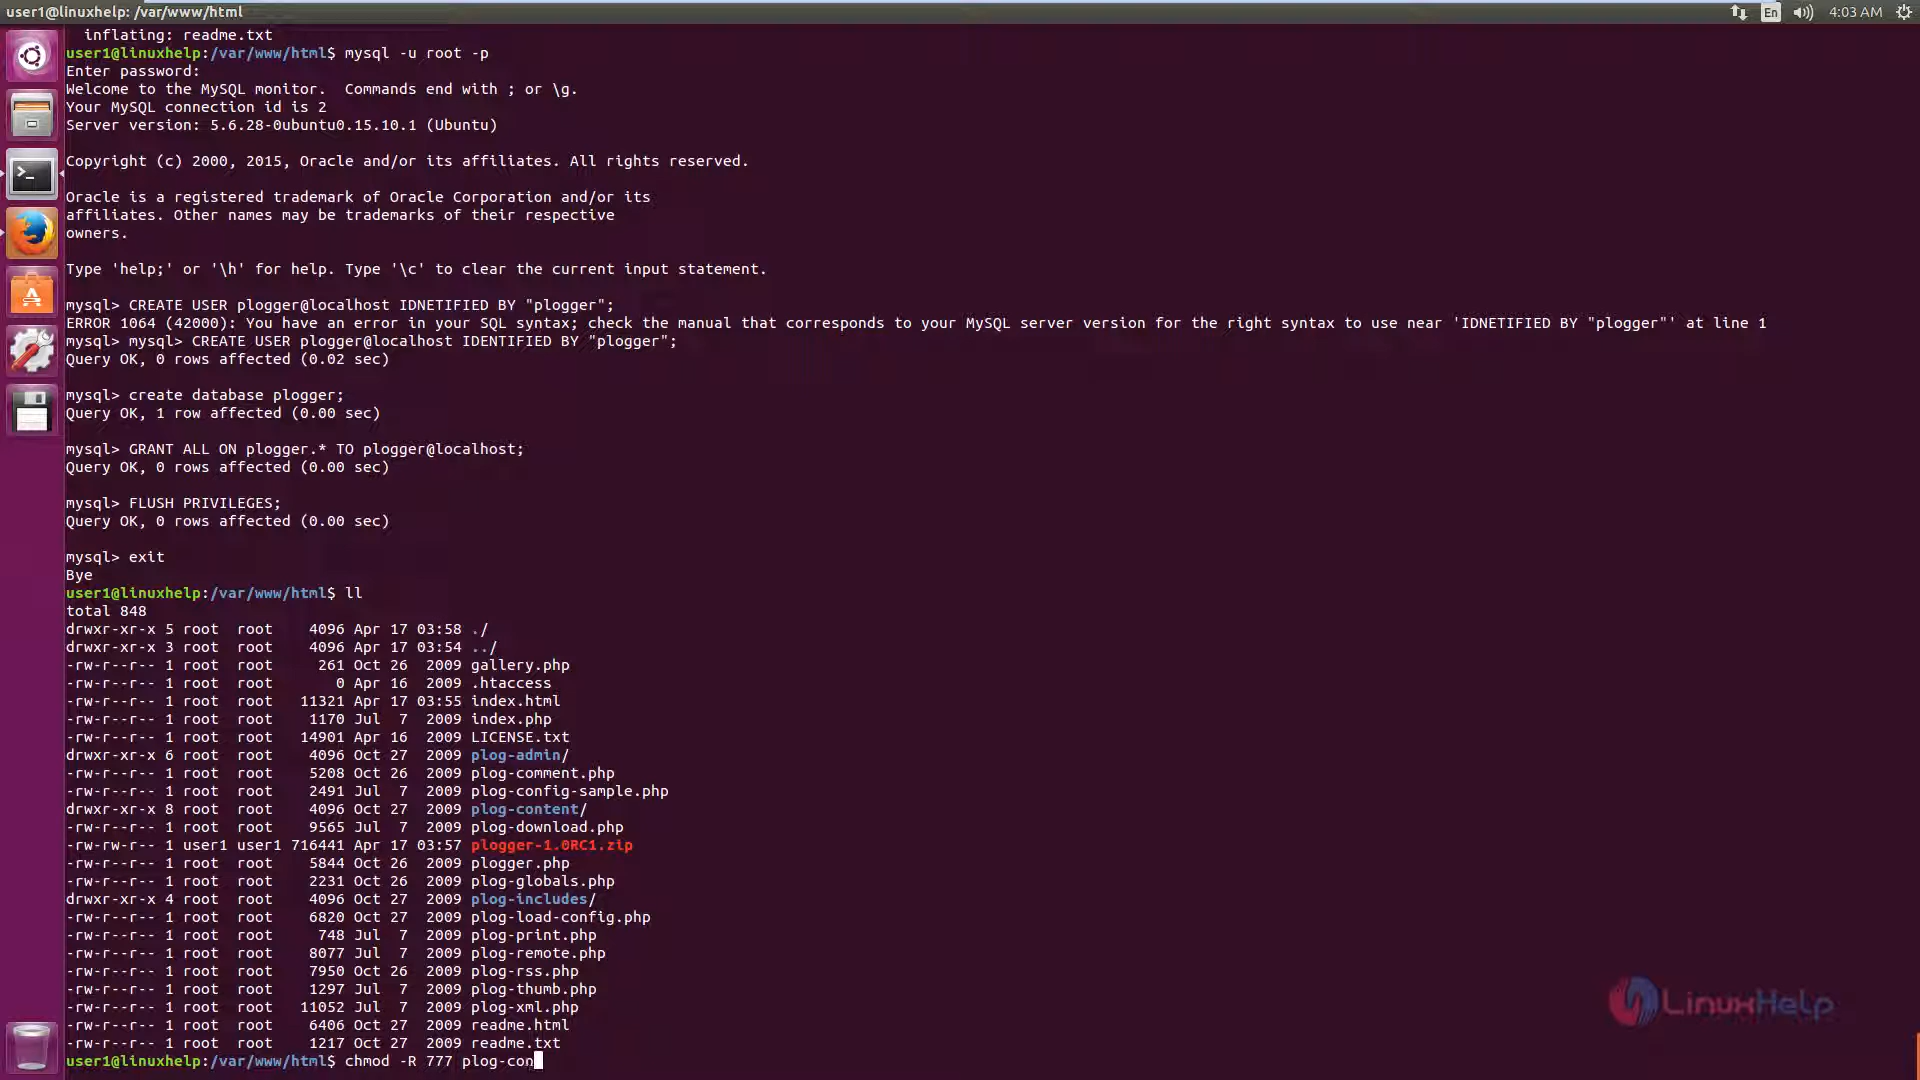 user1@linuxhelp: /var/www/html
En
4:03 AM
inflating: readme.txt
user1@linuxhelp:/var/www/html$ mysql -u root -p
Enter password:
Welcome to the MySQL monitor.  Commands end with ; or \g.
Your MySQL connection id is 2
Server version: 5.6.28-0ubuntu0.15.10.1 (Ubuntu)
Copyright (c) 2000, 2015, Oracle and/or its affiliates. All rights reserved.
Oracle is a registered trademark of Oracle Corporation and/or its
affiliates. Other names may be trademarks of their respective
owners.
Type 'help;' or '\h' for help. Type '\c' to clear the current input statement.
mysql> CREATE USER plogger@localhost IDNETIFIED BY "plogger";
ERROR 1064 (42000): You have an error in your SQL syntax; check the manual that corresponds to your MySQL server version for the right syntax to use near 'IDNETIFIED BY "plogger"' at line 1
mysql> mysql> CREATE USER plogger@localhost IDENTIFIED BY "plogger";
Query OK, 0 rows affected (0.02 sec)
mysql> create database plogger;
Query OK, 1 row affected (0.00 sec)
mysql> GRANT ALL ON plogger.* TO plogger@localhost;
Query OK, 0 rows affected (0.00 sec)
mysql> FLUSH PRIVILEGES;
Query OK, 0 rows affected (0.00 sec)
mysql> exit
Bye
user1@linuxhelp:/var/www/html$ ll
total 848
drwxr-xr-x 5 root  root    4096 Apr 17 03:58 ./
drwxr-xr-x 3 root  root    4096 Apr 17 03:54 ../
-rw-r--r-- 1 root  root     261 Oct 26  2009 gallery.php
-rw-r--r-- 1 root  root       0 Apr 16  2009 .htaccess
-rw-r--r-- 1 root  root   11321 Apr 17 03:55 index.html
-rw-r--r-- 1 root  root    1170 Jul  7  2009 index.php
-rw-r--r-- 1 root  root   14901 Apr 16  2009 LICENSE.txt
drwxr-xr-x 6 root  root    4096 Oct 27  2009 plog-admin/
-rw-r--r-- 1 root  root    5208 Oct 26  2009 plog-comment.php
-rw-r--r-- 1 root  root    2491 Jul  7  2009 plog-config-sample.php
drwxr-xr-x 8 root  root    4096 Oct 27  2009 plog-content/
-rw-r--r-- 1 root  root    9565 Jul  7  2009 plog-download.php
-rw-rw-r-- 1 user1 user1 716441 Apr 17 03:57 plogger-1.0RC1.zip
-rw-r--r-- 1 root  root    5844 Oct 26  2009 plogger.php
-rw-r--r-- 1 root  root    2231 Oct 26  2009 plog-globals.php
drwxr-xr-x 4 root  root    4096 Oct 27  2009 plog-includes/
-rw-r--r-- 1 root  root    6820 Oct 27  2009 plog-load-config.php
-rw-r--r-- 1 root  root     748 Jul  7  2009 plog-print.php
-rw-r--r-- 1 root  root    8077 Jul  7  2009 plog-remote.php
-rw-r--r-- 1 root  root    7950 Oct 26  2009 plog-rss.php
-rw-r--r-- 1 root  root    1297 Jul  7  2009 plog-thumb.php
-rw-r--r-- 1 root  root   11052 Jul  7  2009 plog-xml.php
-rw-r--r-- 1 root  root    6406 Oct 27  2009 readme.html
-rw-r--r-- 1 root  root    1217 Oct 27  2009 readme.txt
user1@linuxhelp:/var/www/html$ chmod -R 777 plog-con
LinuxHelp